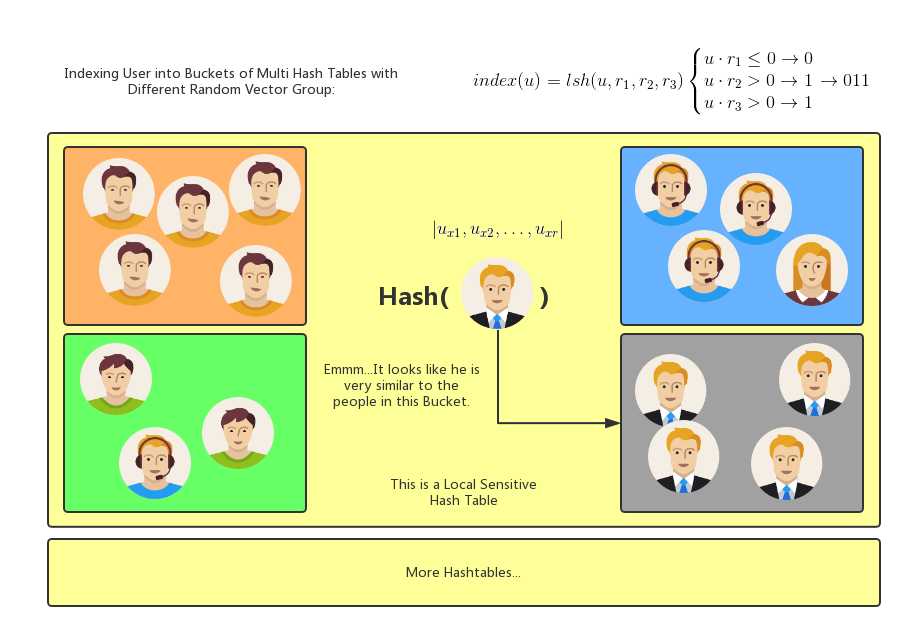 Indexing User into Buckets of Multi Hash Tables with
Different Random Vector Group:
index(u) = lsh(u, r₁, r₂, r₃) { u · r₁ ≤ 0 → 0
u · r₂ > 0 → 1 → 011
u · r₃ > 0 → 1
|uₓ₁, uₓ₂, . . . , uₓᵣ|
Hash( )
Emmm...It looks like he is
very similar to the
people in this Bucket.
This is a Local Sensitive
Hash Table
More Hashtables...